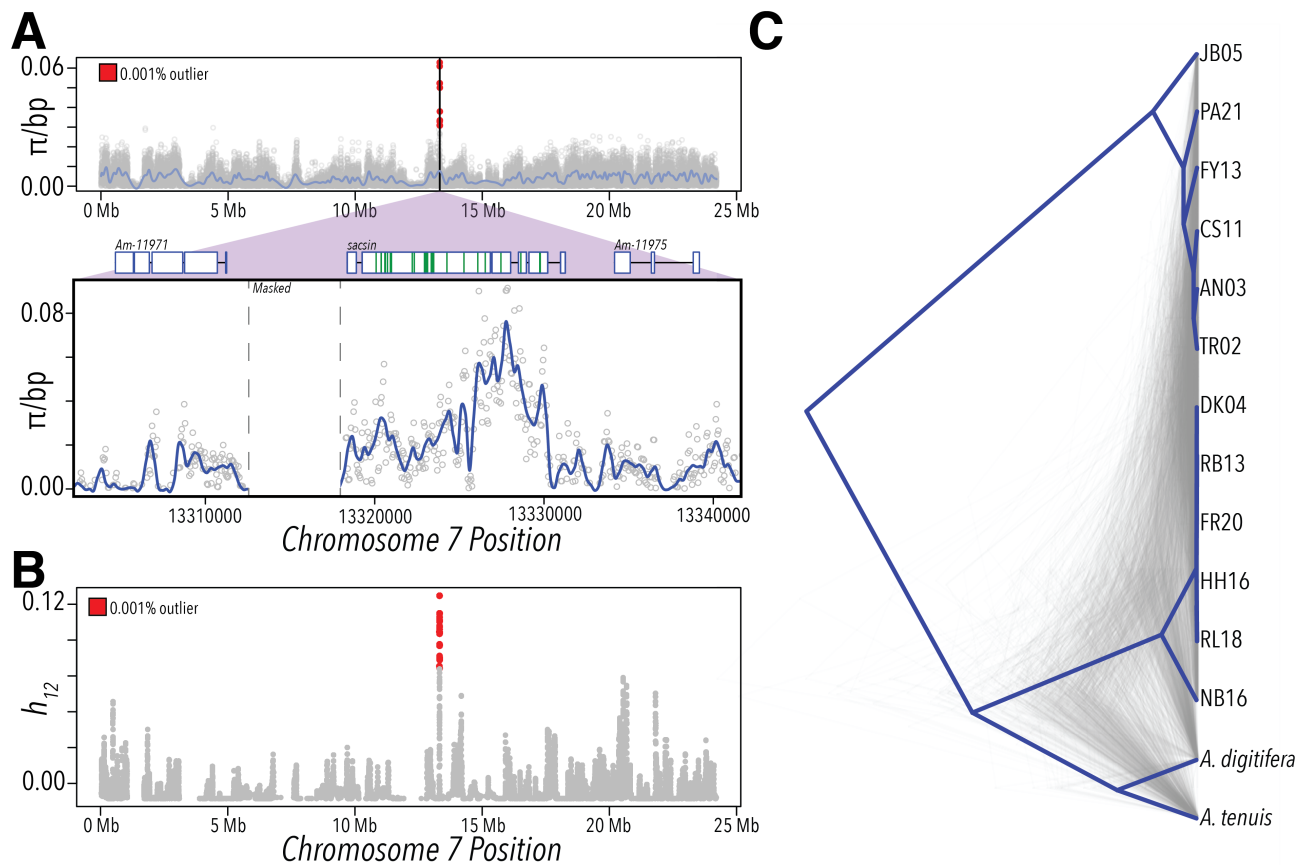 A
0.06
0.001% outlier
π/bp
0.00
0 Mb
5 Mb
10 Mb
15 Mb
20 Mb
25 Mb
Am-11971
sacsin
Am-11975
Masked
0.08
π/bp
0.00
13310000
13320000
13330000
13340000
Chromosome 7 Position
B
0.12
0.001% outlier
h12
0.00
0 Mb
5 Mb
10 Mb
15 Mb
20 Mb
25 Mb
Chromosome 7 Position
C
JB05
PA21
FY13
CS11
AN03
TR02
DK04
RB13
FR20
HH16
RL18
NB16
A. digitifera
A. tenuis